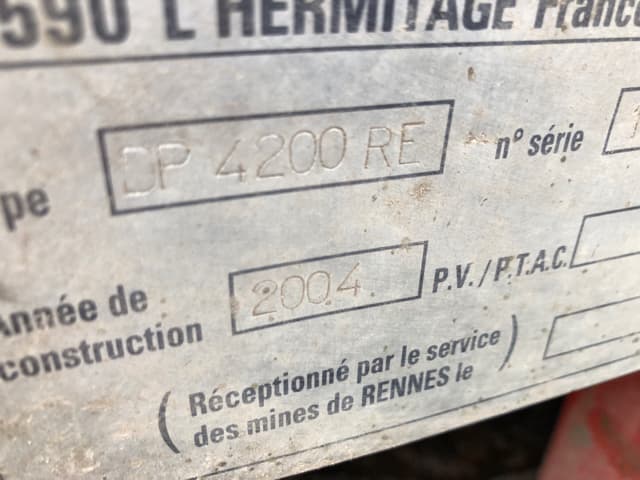 590 L'HERMITAGE France
pe DP 4200 RE n° série 1
Année de
construction 2004 P.V./P.T.A.C.
(Réceptionné par le service)
des mines de RENNES le